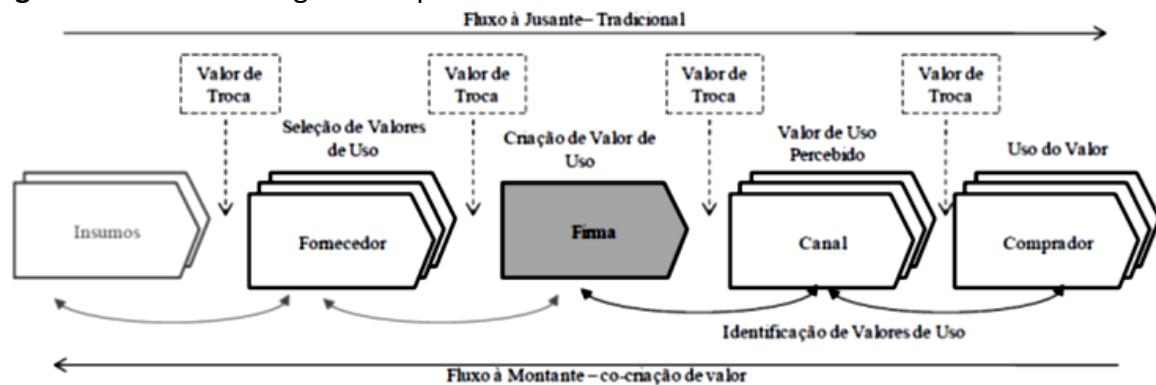 Fluxo à Jusante– Tradicional
Valor de
Troca
Valor de
Troca
Valor de
Troca
Valor de
Troca
Seleção de Valores
de Uso
Criação de Valor de
Uso
Valor de Uso
Percebido
Uso do Valor
Insumos
Fornecedor
Firma
Canal
Comprador
Identificação de Valores de Uso
Fluxo à Montante – co-criação de valor